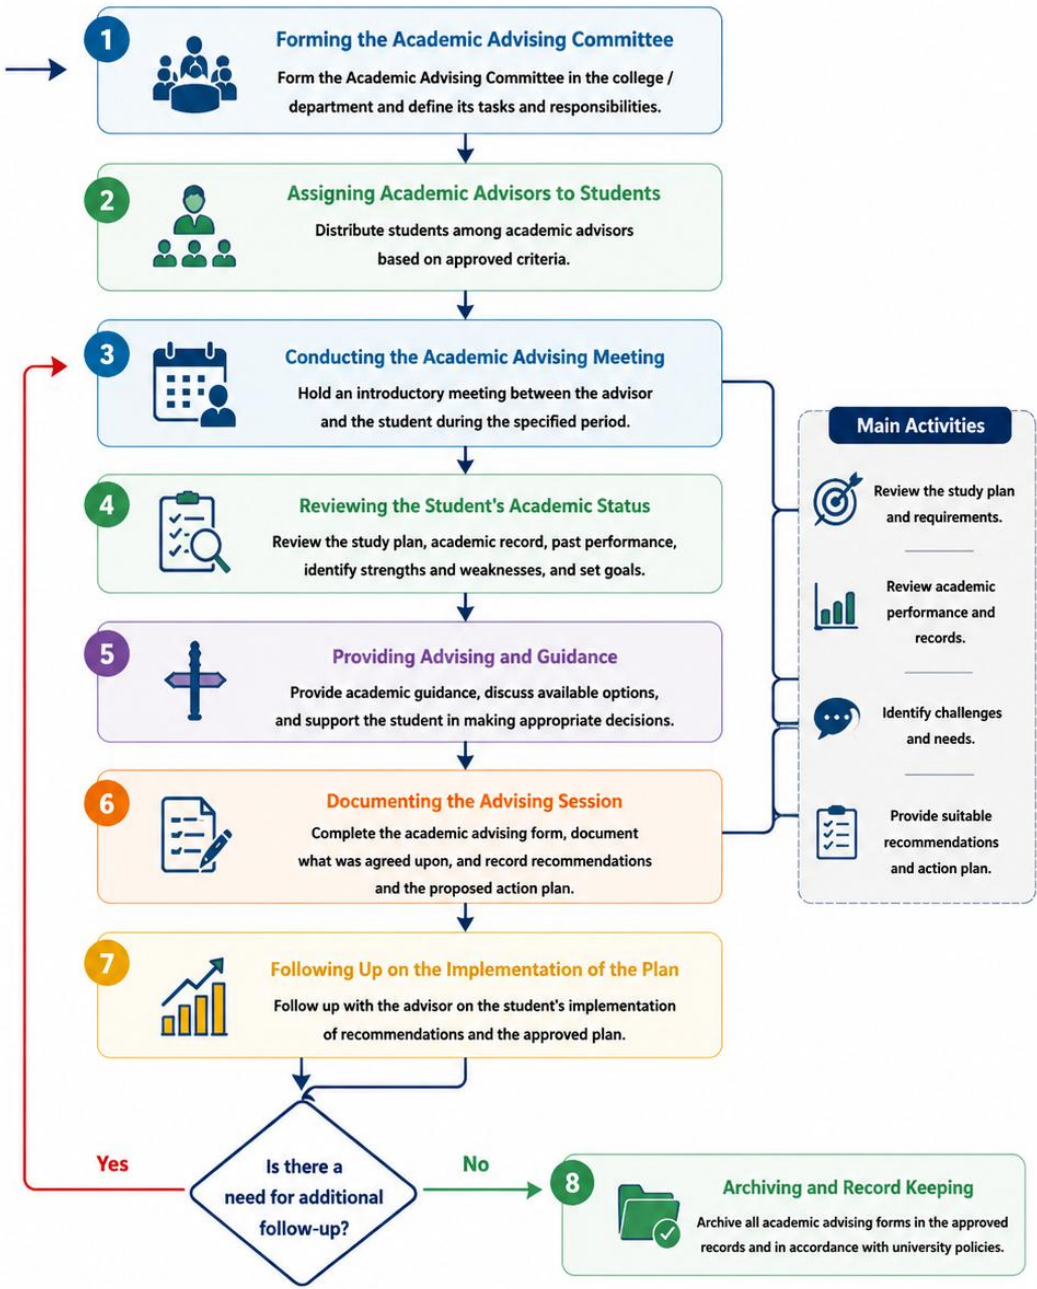 1
Forming the Academic Advising Committee
Form the Academic Advising Committee in the college /
department and define its tasks and responsibilities.
2
Assigning Academic Advisors to Students
Distribute students among academic advisors
based on approved criteria.
3
Conducting the Academic Advising Meeting
Hold an introductory meeting between the advisor
and the student during the specified period.
4
Reviewing the Student's Academic Status
Review the study plan, academic record, past performance,
identify strengths and weaknesses, and set goals.
5
Providing Advising and Guidance
Provide academic guidance, discuss available options,
and support the student in making appropriate decisions.
6
Documenting the Advising Session
Complete the academic advising form, document
what was agreed upon, and record recommendations
and the proposed action plan.
7
Following Up on the Implementation of the Plan
Follow up with the advisor on the student's implementation
of recommendations and the approved plan.
Main Activities
Review the study plan
and requirements.
Review academic
performance and
records.
Identify challenges
and needs.
Provide suitable
recommendations
and action plan.
Yes
Is there a
need for additional
follow-up?
No
8
Archiving and Record Keeping
Archive all academic advising forms in the approved
records and in accordance with university policies.